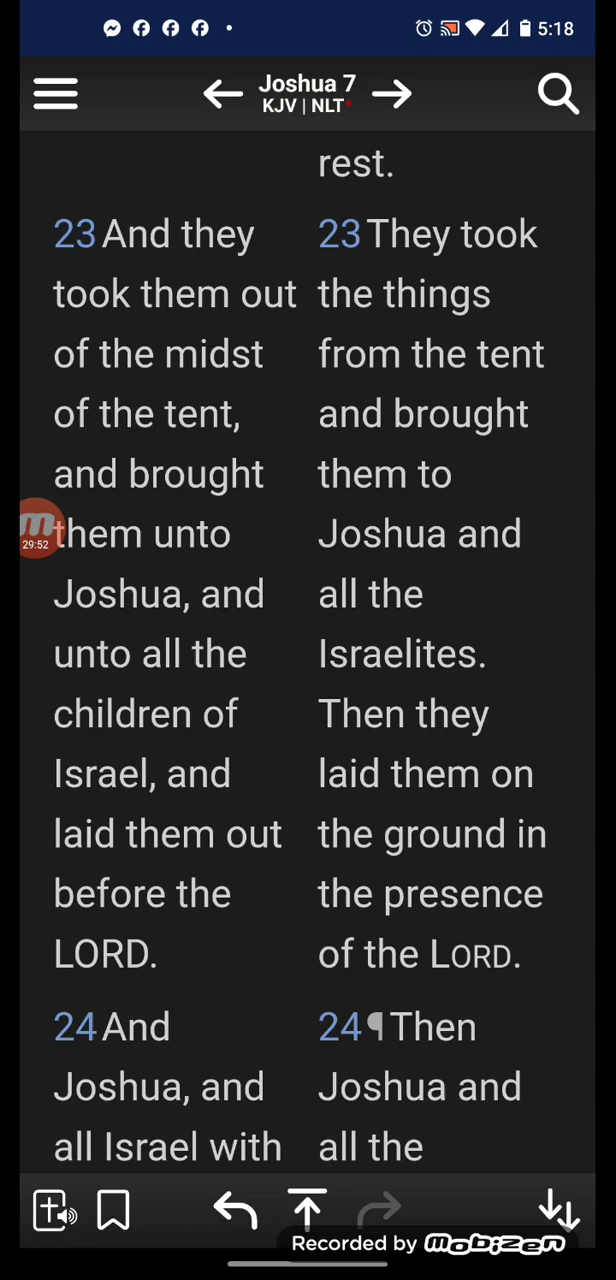 5:18
Joshua 7
KJV | NLT*
rest.
23 And they
took them out
of the midst
of the tent,
and brought
them unto
Joshua, and
unto all the
children of
Israel, and
laid them out
before the
LORD.
24 And
Joshua, and
all Israel with
23 They took
the things
from the tent
and brought
them to
Joshua and
all the
Israelites.
Then they
laid them on
the ground in
the presence
of the LORD.
24 ¶Then
Joshua and
all the
29:52
Recorded by mobizen